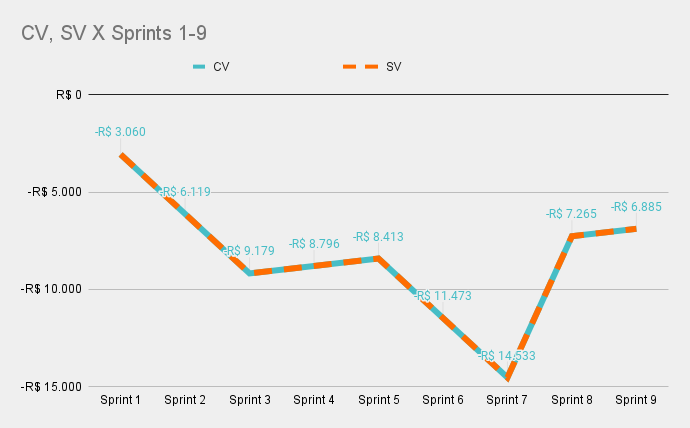 CV, SV X Sprints 1-9
CV
SV
R$ 0
-R$ 5.000
-R$ 10.000
-R$ 15.000
-R$ 3.060
-R$ 6.119
-R$ 9.179
-R$ 8.796
-R$ 8.413
-R$ 11.473
-R$ 14.533
-R$ 7.265
-R$ 6.885
Sprint 1
Sprint 2
Sprint 3
Sprint 4
Sprint 5
Sprint 6
Sprint 7
Sprint 8
Sprint 9